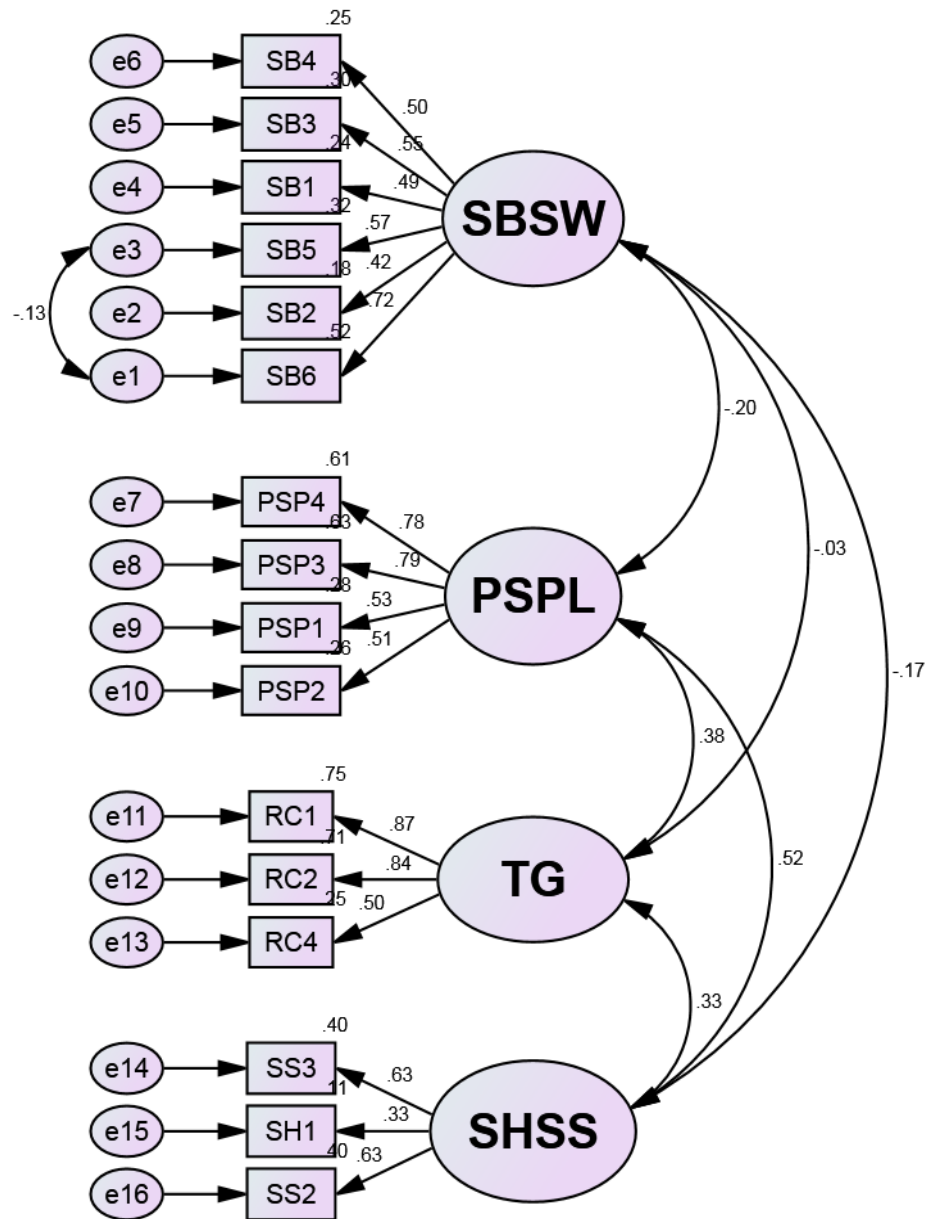 .25
e6 SB4
.50
.30
e5 SB3
.55
.24
e4 SB1
.49
.32
SBSW
e3 SB5
.57
.18
.42
-.13
e2 SB2
.72
.52
e1 SB6
-.20
.61
e7 PSP4
.78
.63
e8 PSP3
.79
.28
-.03
e9 PSP1
.53
PSPL
.26
.51
e10 PSP2
-.17
.38
.75
e11 RC1
.87
.71
e12 RC2
.84
TG
.52
.25
.50
e13 RC4
.33
.40
e14 SS3
.63
.11
e15 SH1
.33
SHSS
.40
.63
e16 SS2